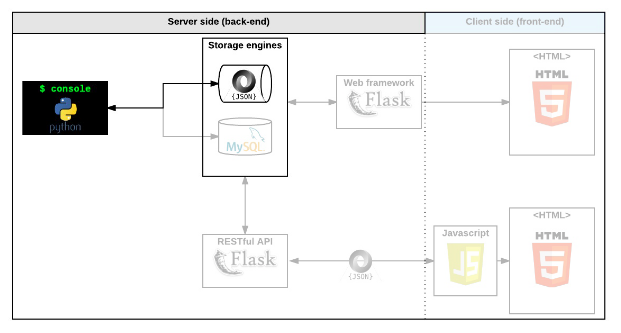 Server side (back-end)
Client side (front-end)
Storage engines
{JSON}
$ console
python
MySQL
Web framework
Flask
<HTML>
HTML
5
RESTful API
Flask
{JSON}
Javascript
JS
<HTML>
HTML
5